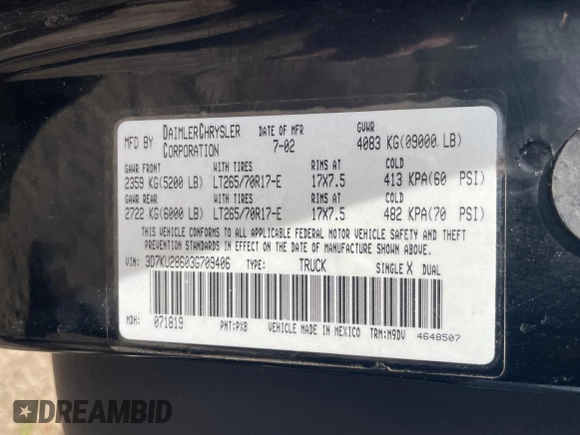 MFD BY DAIMLERCHRYSLER CORPORATION DATE OF MFR 7-02 GVWR 4083 KG(09000 LB)
GAWR FRONT WITH TIRES RIMS AT COLD
2359 KG(5200 LB) LT265/70R17-E 17X7.5 413 KPA(60 PSI)
GAWR REAR WITH TIRES RIMS AT COLD
2722 KG(6000 LB) LT265/70R17-E 17X7.5 482 KPA(70 PSI)
THIS VEHICLE CONFORMS TO ALL APPLICABLE FEDERAL MOTOR VEHICLE SAFETY AND THEFT
PREVENTION STANDARDS IN EFFECT ON THE DATE OF MANUFACTURE SHOWN ABOVE.
VIN: 3D7KU28603G709406 TYPE: TRUCK SINGLE X DUAL
MDH: 071819 PNT:PX8 VEHICLE MADE IN MEXICO TRM:M9DV 4648507
DREAMBID